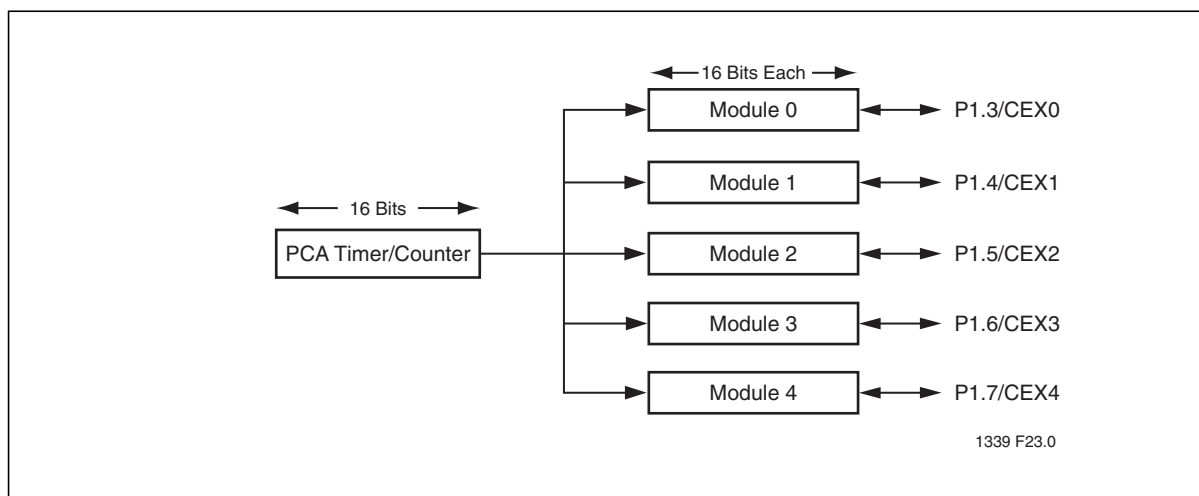 16 Bits Each
Module 0
P1.3/CEX0
Module 1
P1.4/CEX1
16 Bits
PCA Timer/Counter
Module 2
P1.5/CEX2
Module 3
P1.6/CEX3
Module 4
P1.7/CEX4
1339 F23.0